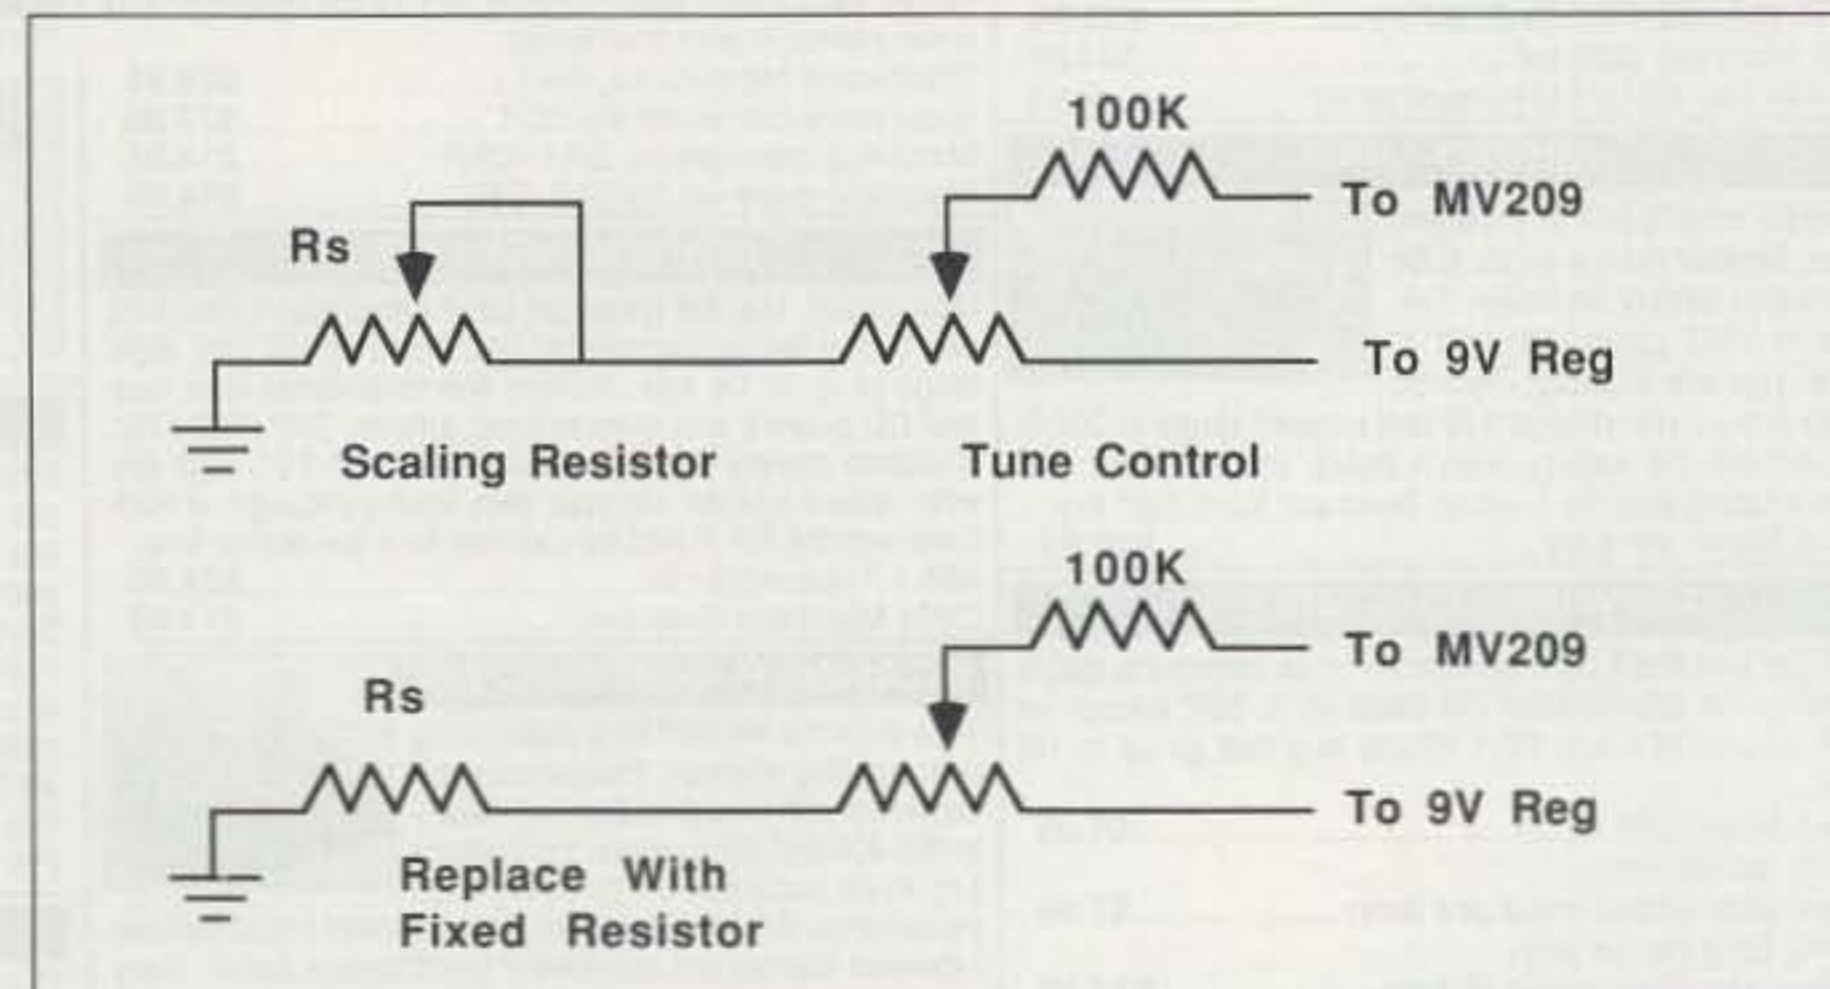 100K
To MV209
Rs
To 9V Reg
Scaling Resistor
Tune Control
100K
To MV209
Rs
To 9V Reg
Replace With
Fixed Resistor